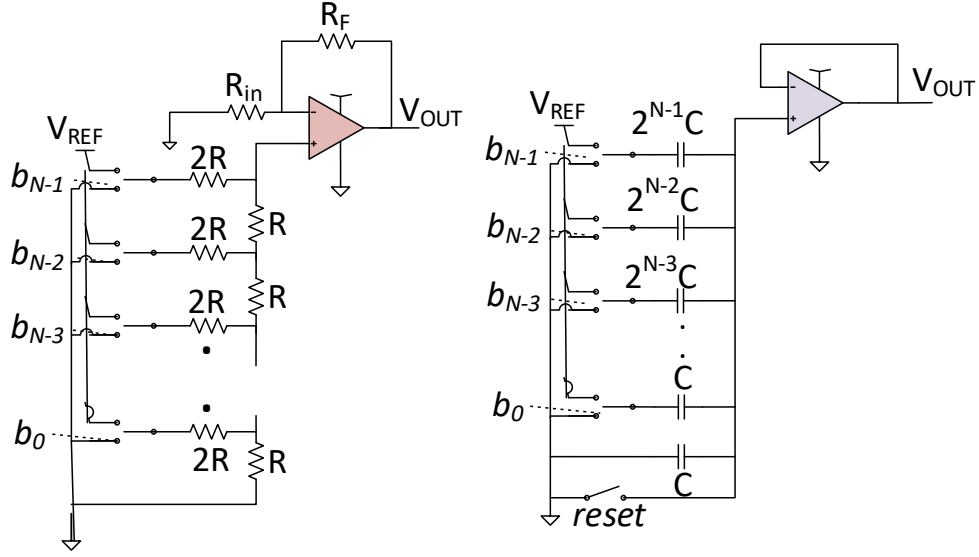 R_F
R_in
V_OUT
V_REF
b_N-1
2R
R
b_N-2
2R
R
b_N-3
2R
b_0
2R
R
V_OUT
V_REF
2^N-1C
b_N-1
2^N-2C
b_N-2
2^N-3C
b_N-3
C
b_0
C
reset